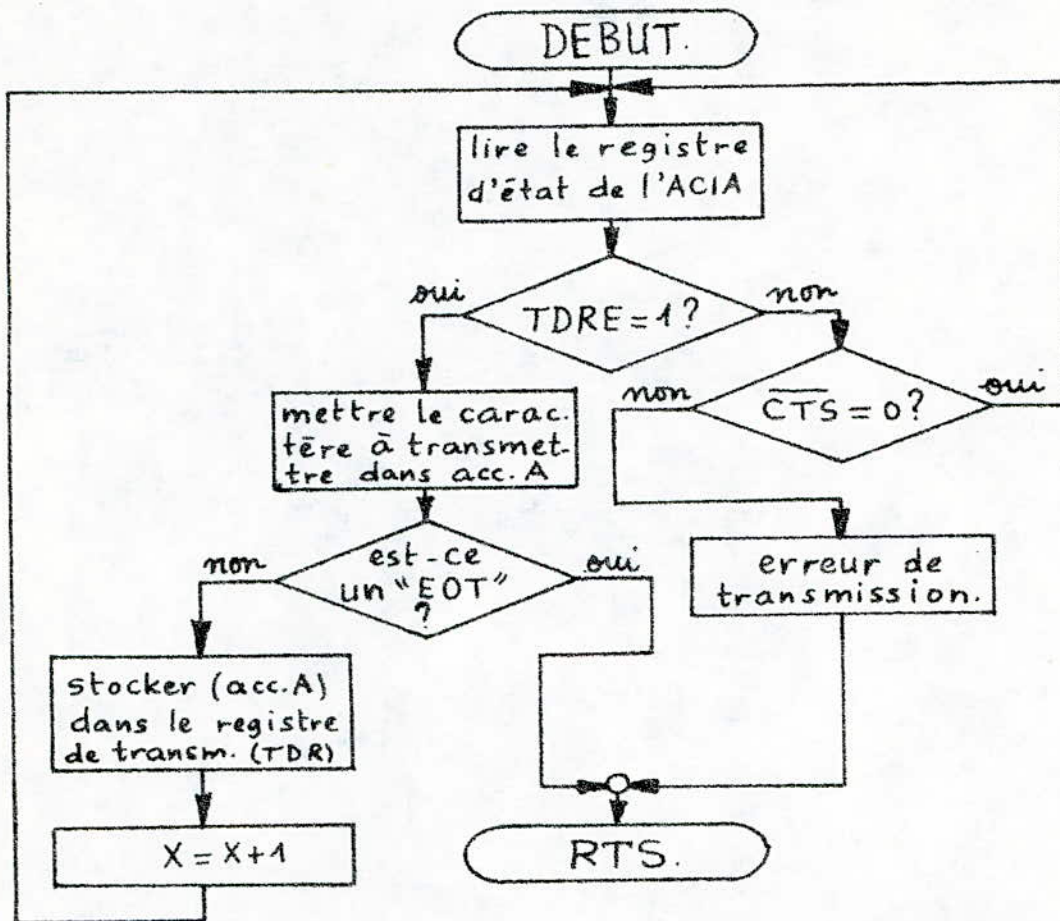 DEBUT.
lire le registre
d'état de l'ACIA
oui
TDRE=1?
non
mettre le carac.
tère à transmet-
tre dans acc.A
non
C̅T̅S̅ = 0?
oui
non
est-ce
un "EOT"
?
oui
erreur de
transmission.
stocker (acc.A)
dans le registre
de transm. (TDR)
X = X+1
RTS.